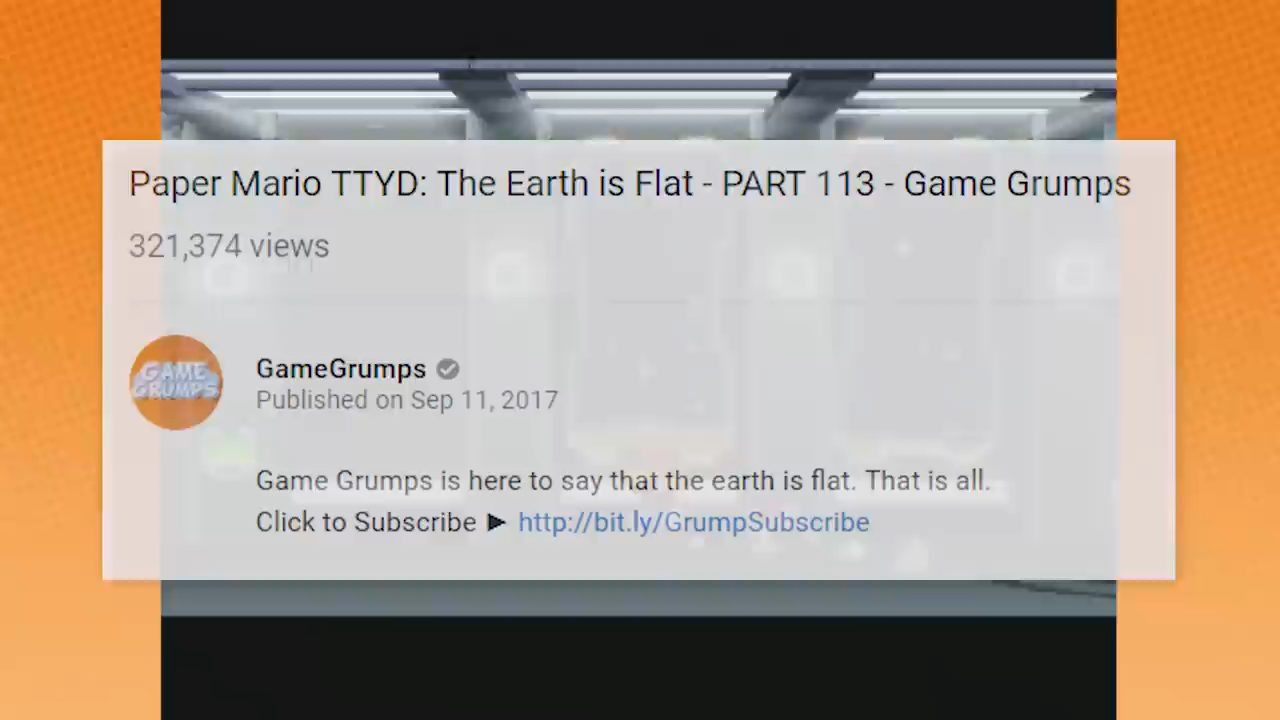 Paper Mario TTYD: The Earth is Flat - PART 113 - Game Grumps
321,374 views
GAME
GRUMPS
GameGrumps
Published on Sep 11, 2017
Game Grumps is here to say that the earth is flat. That is all.
Click to Subscribe ► http://bit.ly/GrumpSubscribe